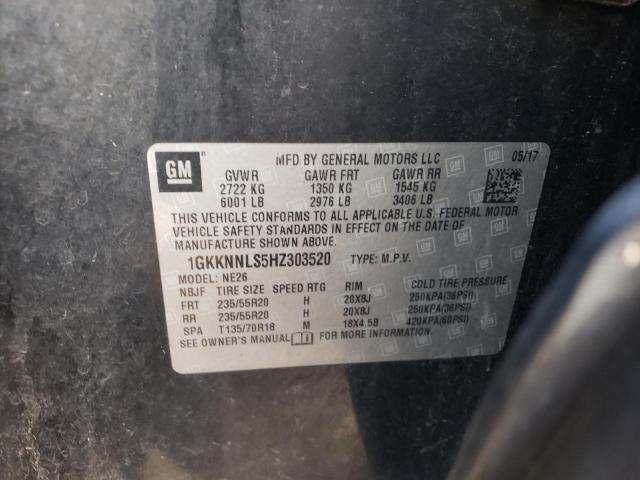 GM
MFD BY GENERAL MOTORS LLC 05/17
GVWR GAWR FRT GAWR RR
2722 KG 1350 KG 1545 KG
6001 LB 2976 LB 3406 LB
THIS VEHICLE CONFORMS TO ALL APPLICABLE U.S. FEDERAL MOTOR
VEHICLE SAFETY STANDARDS IN EFFECT ON THE DATE OF
MANUFACTURE SHOWN ABOVE.
1GKKNNLS5HZ303520 TYPE: M.P.V.
MODEL: NE26
NBJF TIRE SIZE SPEED RTG RIM COLD TIRE PRESSURE
FRT 235/55R20 H 20X8J 250KPA(36PSI)
RR 235/55R20 H 20X8J 250KPA(36PSI)
SPA T135/70R18 M 18X4.5B 420KPA(60PSI)
SEE OWNER'S MANUAL FOR MORE INFORMATION.